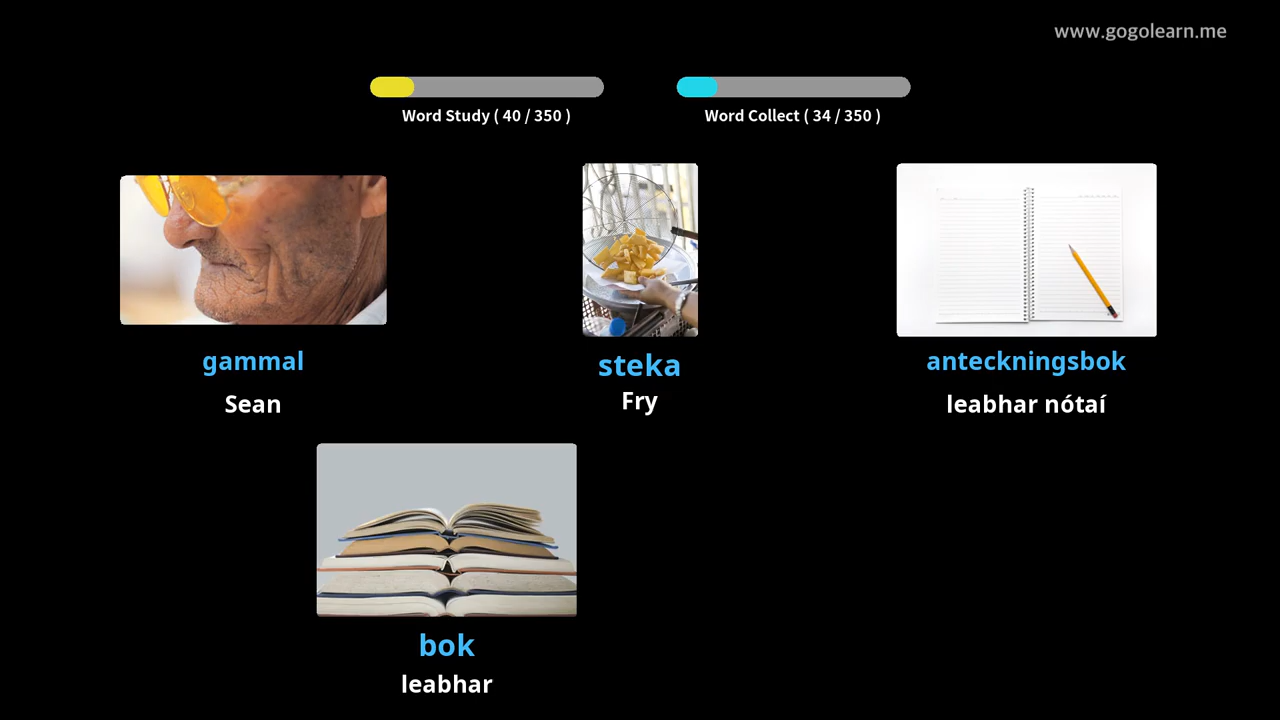 www.gogolearn.me
Word Study ( 40 / 350 )
Word Collect ( 34 / 350 )
gammal
Sean
steka
Fry
anteckningsbok
leabhar nótaí
bok
leabhar